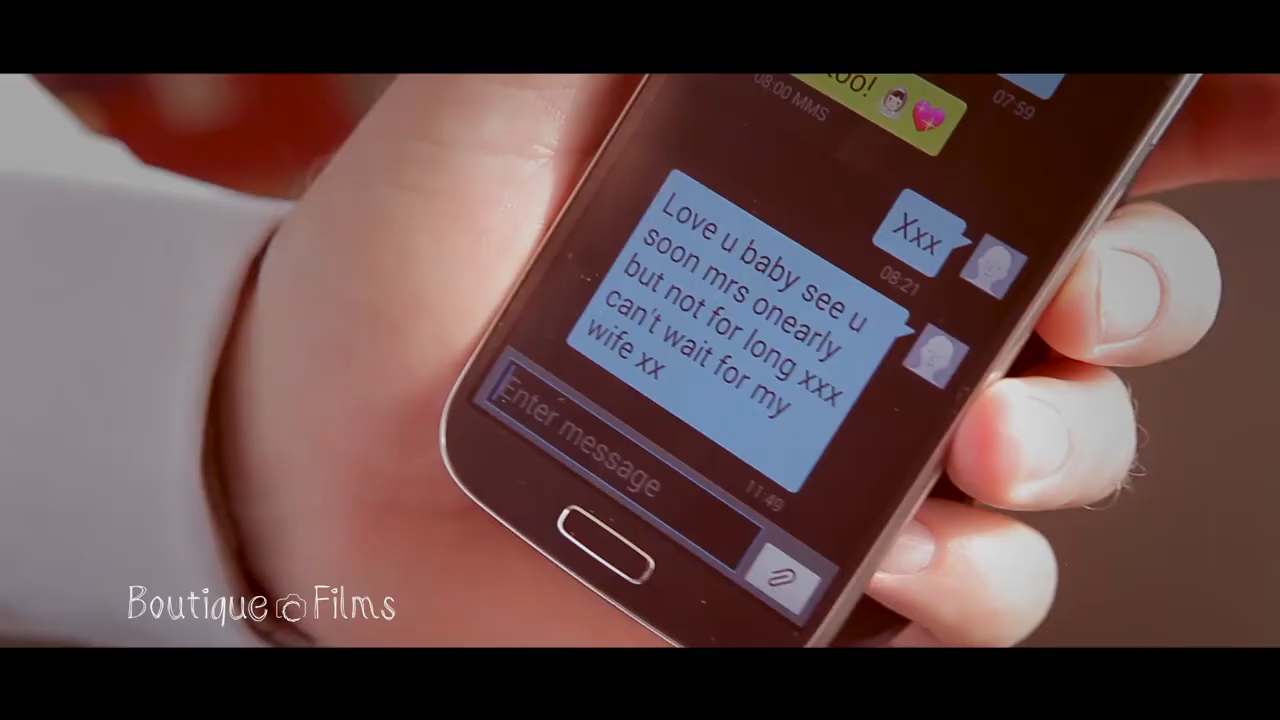 too!
08:00 MMS
07:59
Xxx
08:21
Love u baby see u
soon mrs onearly
but not for long xxx
can't wait for my
wife xx
11:49
Enter message
Boutique Films